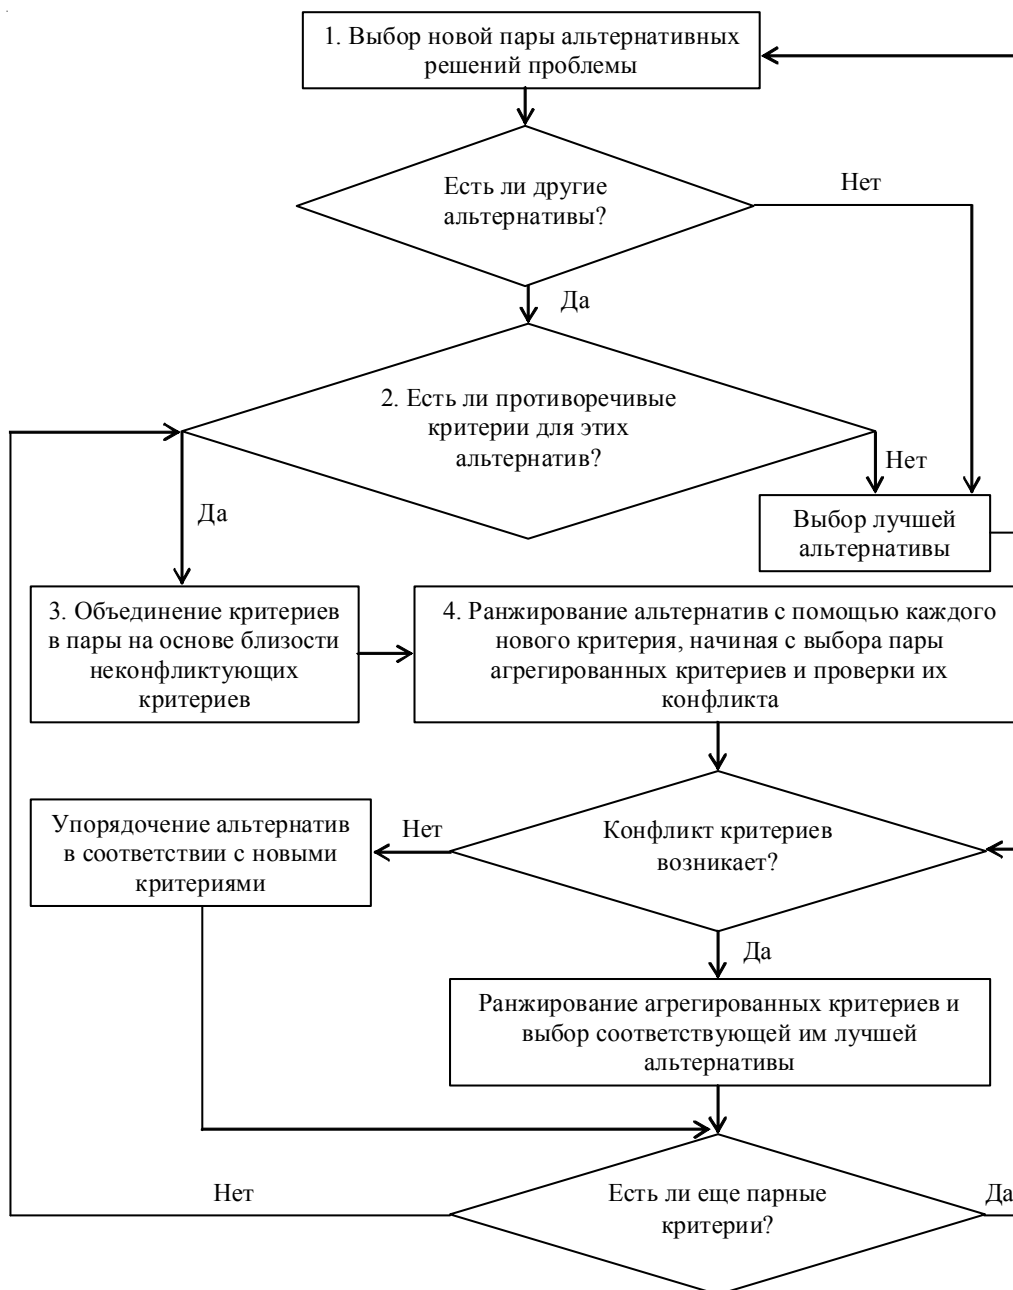 1. Выбор новой пары альтернативных
решений проблемы
Есть ли другие
альтернативы?
Нет
Да
2. Есть ли противоречивые
критерии для этих
альтернатив?
Нет
Да
Выбор лучшей
альтернативы
3. Объединение критериев
в пары на основе близости
неконфликтующих
критериев
4. Ранжирование альтернатив с помощью каждого
нового критерия, начиная с выбора пары
агрегированных критериев и проверки их
конфликта
Упорядочение альтернатив
в соответствии с новыми
критериями
Нет
Конфликт критериев
возникает?
Да
Ранжирование агрегированных критериев и
выбор соответствующей им лучшей
альтернативы
Нет
Есть ли еще парные
критерии?
Да